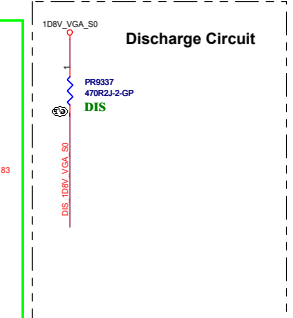 1D8V_VGA_S0
Discharge Circuit
1
PR9337
470R2J-2-GP
DIS
DIS_1D8V_VGA_S0
83